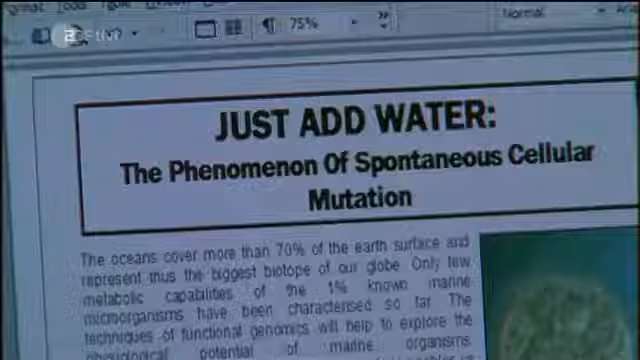 Tools
75%
Normal
JUST ADD WATER:
The Phenomenon Of Spontaneous Cellular
Mutation
The oceans cover more than 70% of the earth surface and
represent thus the biggest biotope of our globe. Only few
metabolic capabilities of the 1% known marine
microorganisms have been characterised so far. The
techniques of functional genomics will help to explore the
physiological potential of marine organisms.